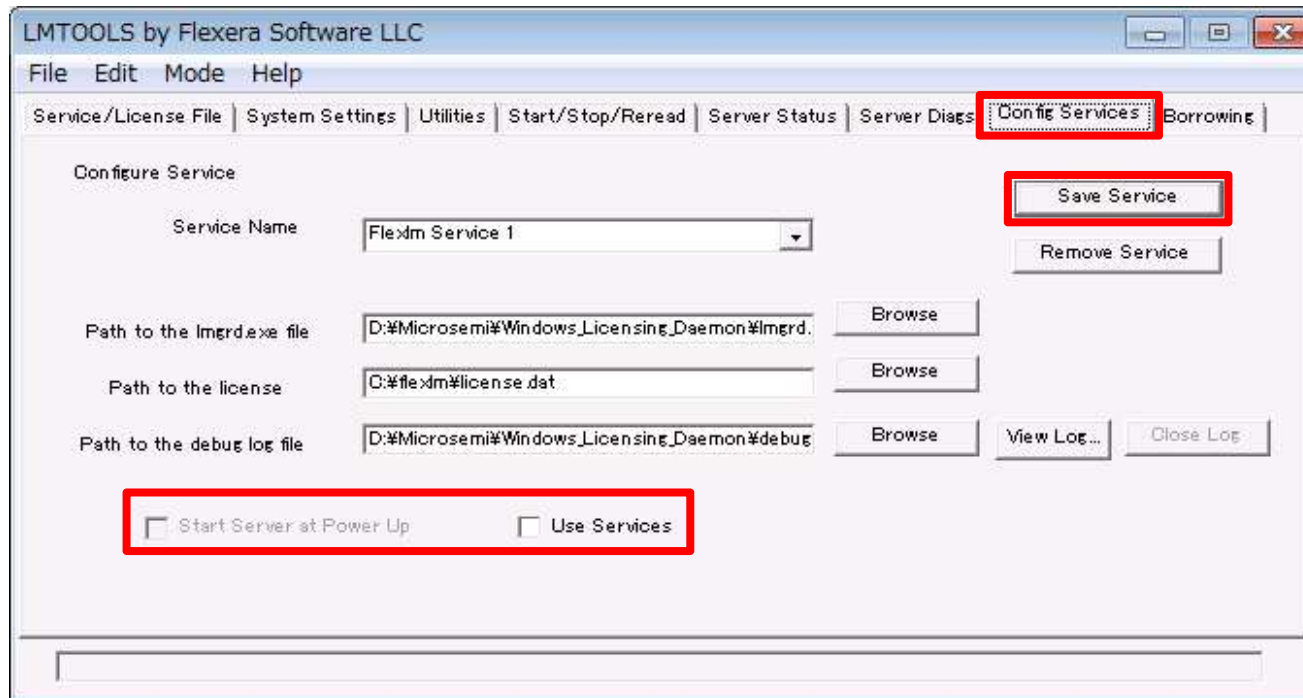 LMTOOLS by Flexera Software LLC
File Edit Mode Help
Service/License File System Settings Utilities Start/Stop/Reread Server Status Server Diags Config Services Borrowing
Configure Service
Save Service
Service Name Flexlm Service 1
Remove Service
Path to the lmgrd.exe file D:¥Microsemi¥Windows_Licensing_Daemon¥lmgrd. Browse
Path to the license C:¥flexlm¥license.dat Browse
Path to the debug log file D:¥Microsemi¥Windows_Licensing_Daemon¥debug Browse View Log... Close Log
Start Server at Power Up Use Services